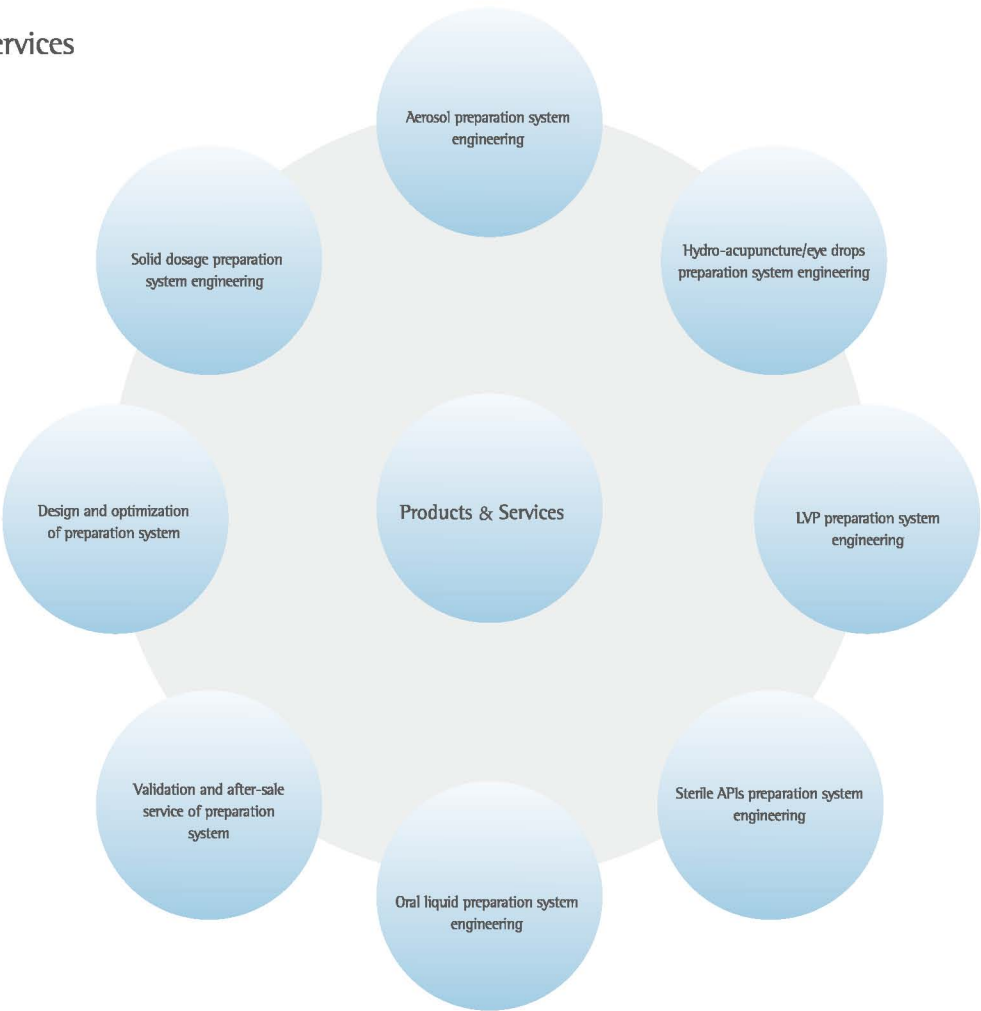 ervices
Aerosol preparation system
engineering
Hydro-acupuncture/eye drops
preparation system engineering
Solid dosage preparation
system engineering
Design and optimization
of preparation system
Products & Services
LVP preparation system
engineering
Validation and after-sale
service of preparation
system
Sterile APIs preparation system
engineering
Oral liquid preparation system
engineering